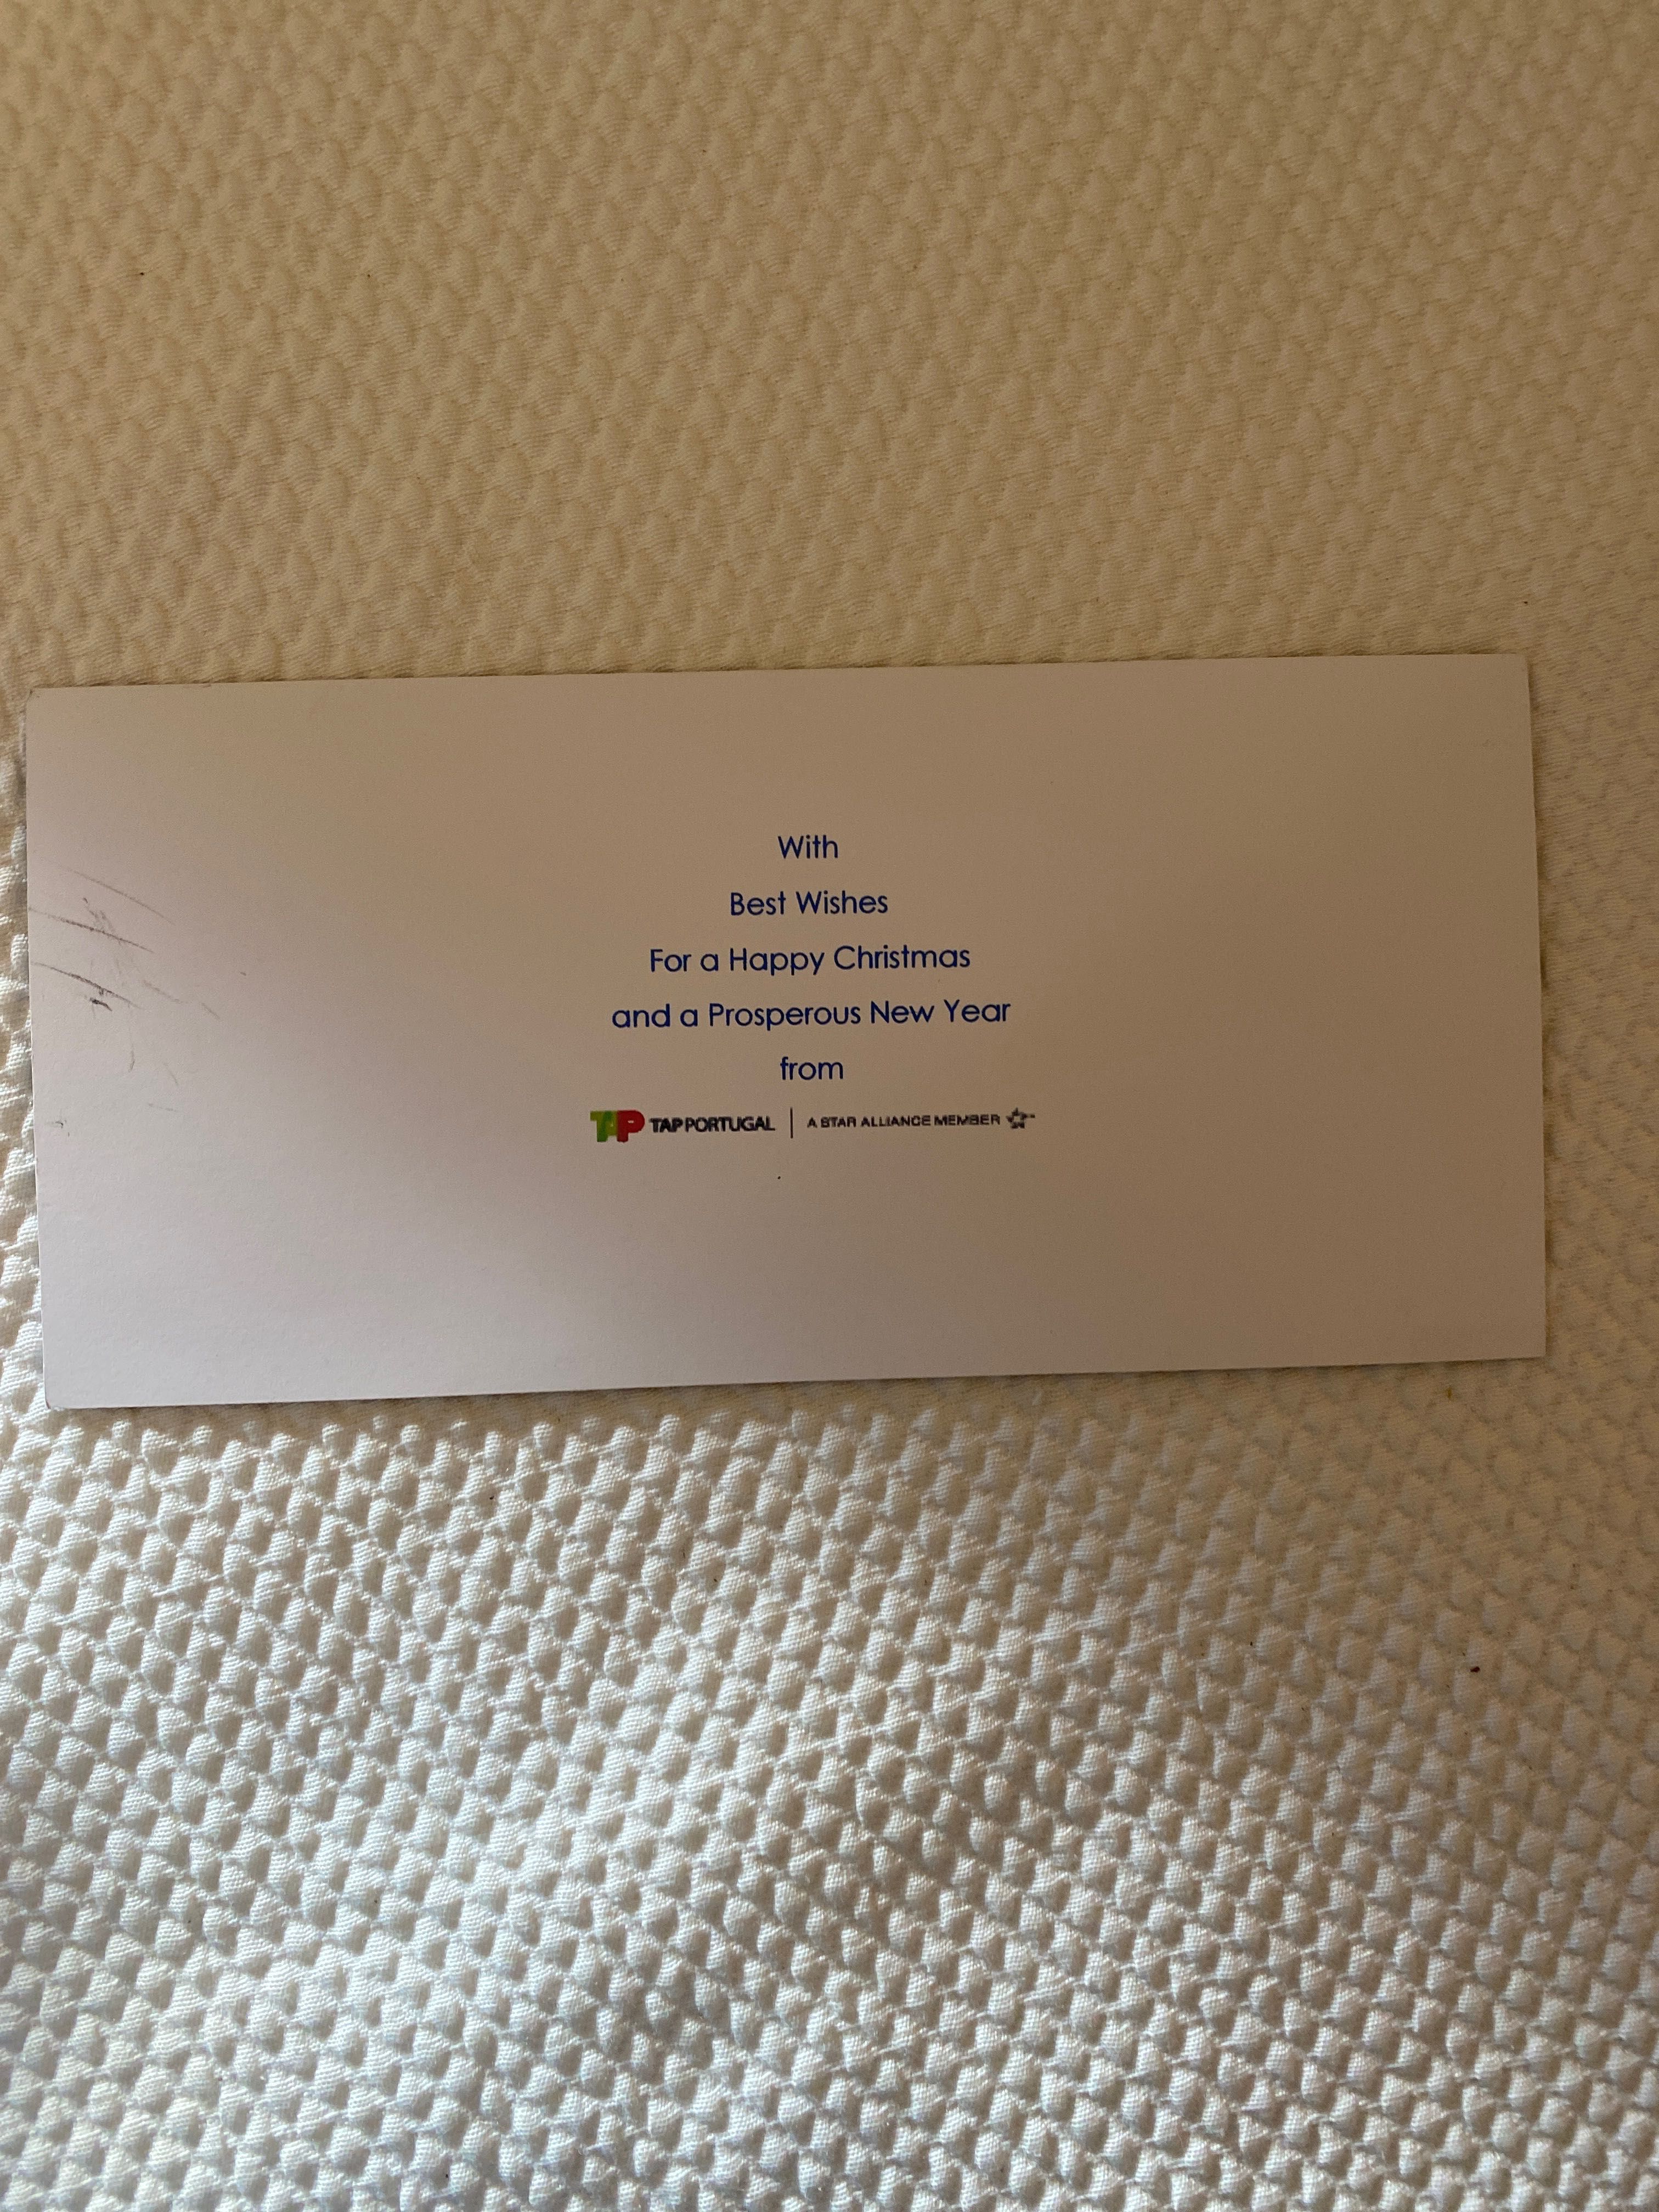 With
Best Wishes
For a Happy Christmas
and a Prosperous New Year
from
TAP TAP PORTUGAL | A STAR ALLIANCE MEMBER